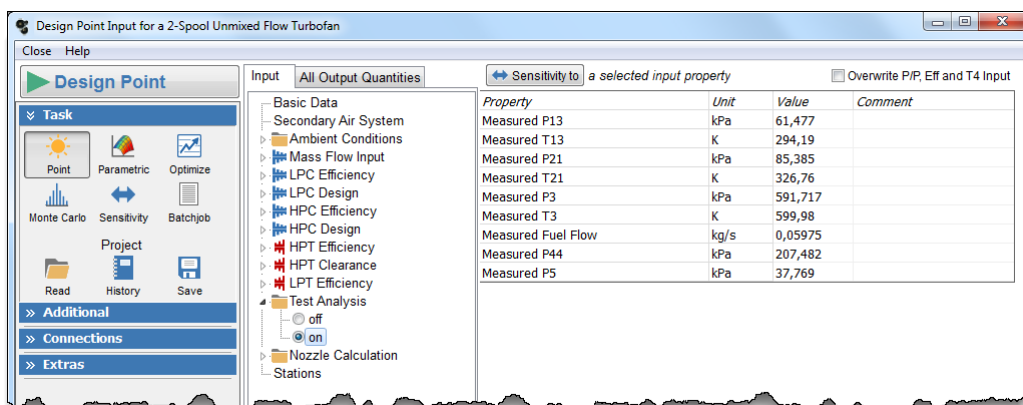 Design Point Input for a 2-Spool Unmixed Flow Turbofan
Close Help
Design Point
Task
Point Parametric Optimize
Monte Carlo Sensitivity Batchjob
Project
Read History Save
Additional
Connections
Extras
Input All Output Quantities
Basic Data
Secondary Air System
Ambient Conditions
Mass Flow Input
LPC Efficiency
LPC Design
HPC Efficiency
HPC Design
HPT Efficiency
HPT Clearance
LPT Efficiency
Test Analysis
off
on
Nozzle Calculation
Stations
Sensitivity to a selected input property Overwrite P/P, Eff and T4 Input
Property Unit Value Comment
Measured P13 kPa 61,477
Measured T13 K 294,19
Measured P21 kPa 85,385
Measured T21 K 326,76
Measured P3 kPa 591,717
Measured T3 K 599,98
Measured Fuel Flow kg/s 0,05975
Measured P44 kPa 207,482
Measured P5 kPa 37,769